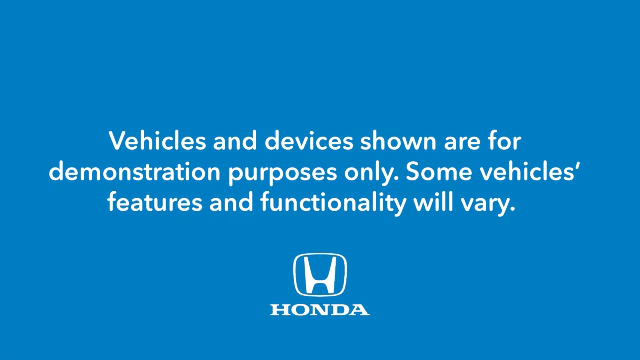 Vehicles and devices shown are for
demonstration purposes only. Some vehicles’
features and functionality will vary.
HONDA